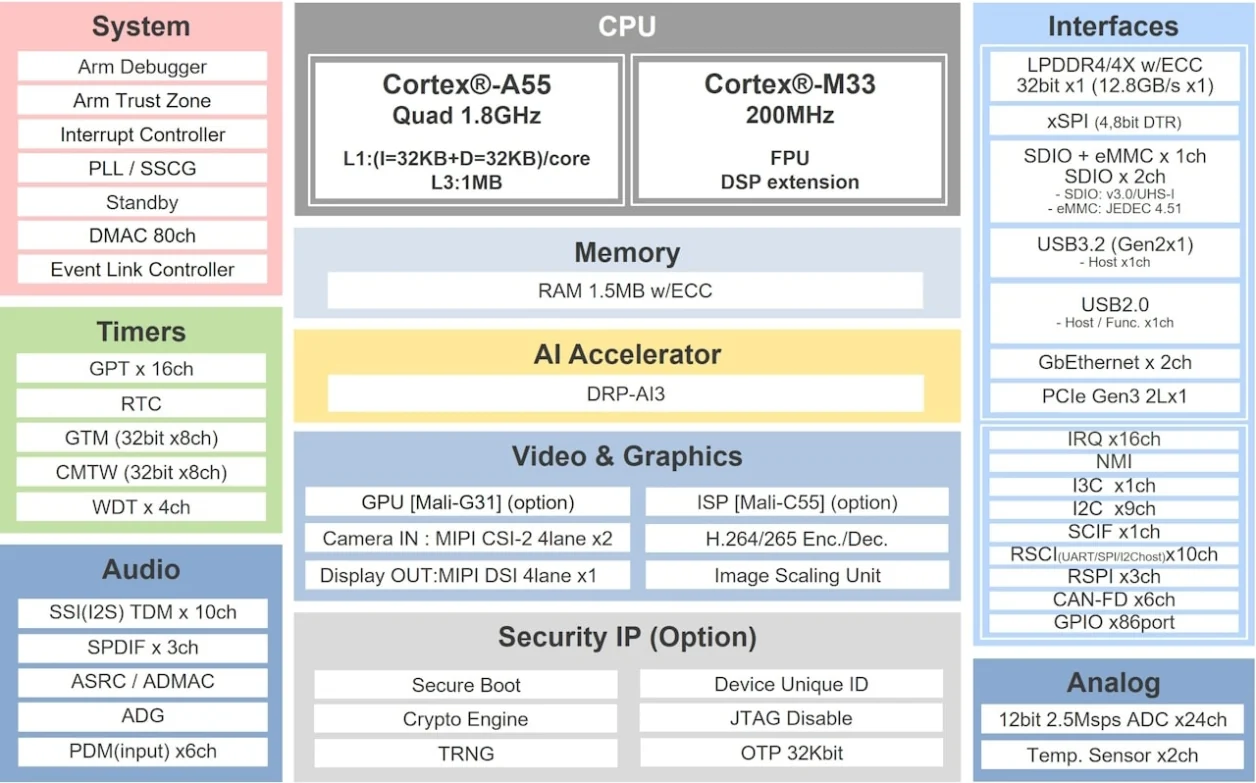 System
Arm Debugger
Arm Trust Zone
Interrupt Controller
PLL / SSCG
Standby
DMAC 80ch
Event Link Controller
Timers
GPT x 16ch
RTC
GTM (32bit x8ch)
CMTW (32bit x8ch)
WDT x 4ch
Audio
SSI(I2S) TDM x 10ch
SPDIF x 3ch
ASRC / ADMAC
ADG
PDM(input) x6ch
CPU
Cortex®-A55
Quad 1.8GHz
L1:(I=32KB+D=32KB)/core
L3:1MB
Cortex®-M33
200MHz
FPU
DSP extension
Memory
RAM 1.5MB w/ECC
AI Accelerator
DRP-AI3
Video & Graphics
GPU [Mali-G31] (option)
ISP [Mali-C55] (option)
Camera IN : MIPI CSI-2 4lane x2
H.264/265 Enc./Dec.
Display OUT:MIPI DSI 4lane x1
Image Scaling Unit
Security IP (Option)
Secure Boot
Device Unique ID
Crypto Engine
JTAG Disable
TRNG
OTP 32Kbit
Interfaces
LPDDR4/4X w/ECC
32bit x1 (12.8GB/s x1)
xSPI (4,8bit DTR)
SDIO + eMMC x 1ch
SDIO x 2ch
- SDIO: v3.0/UHS-I
- eMMC: JEDEC 4.51
USB3.2 (Gen2x1)
- Host x1ch
USB2.0
- Host / Func. x1ch
GbEthernet x 2ch
PCIe Gen3 2Lx1
IRQ x16ch
NMI
I3C x1ch
I2C x9ch
SCIF x1ch
RSCI(UART/SPI/I2Chost)x10ch
RSPI x3ch
CAN-FD x6ch
GPIO x86port
Analog
12bit 2.5Msps ADC x24ch
Temp. Sensor x2ch